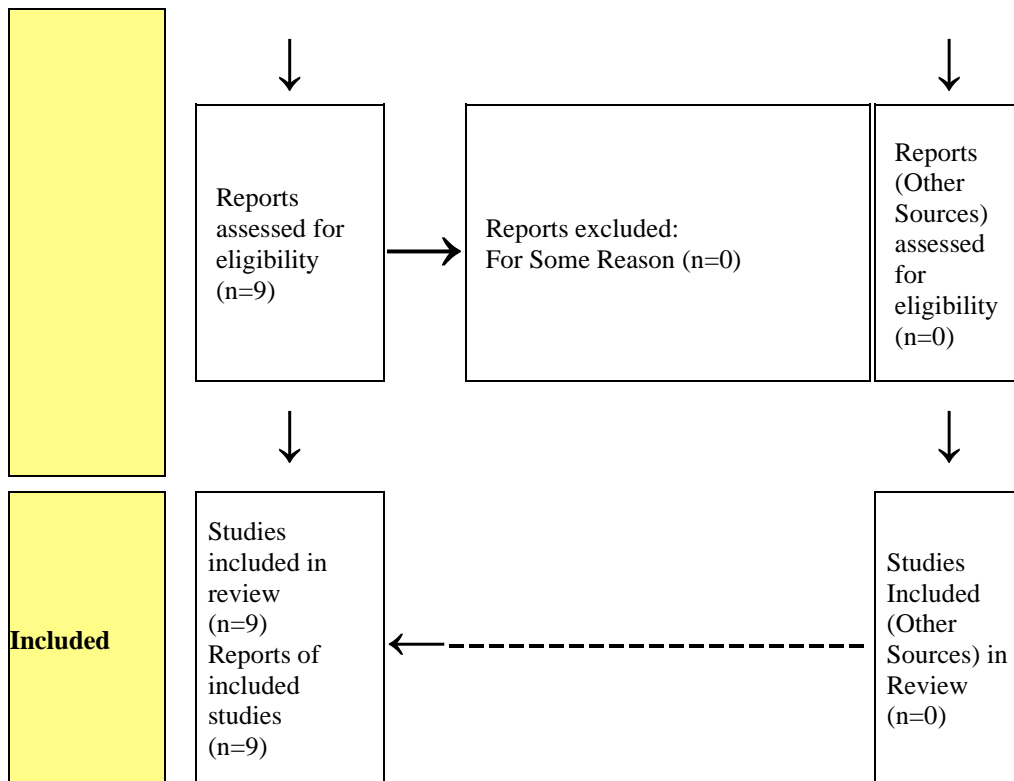 Reports
assessed for
eligibility
(n=9)
Reports excluded:
For Some Reason (n=0)
Reports
(Other
Sources)
assessed
for
eligibility
(n=0)
Included
Studies
included in
review
(n=9)
Reports of
included
studies
(n=9)
Studies
Included
(Other
Sources) in
Review
(n=0)